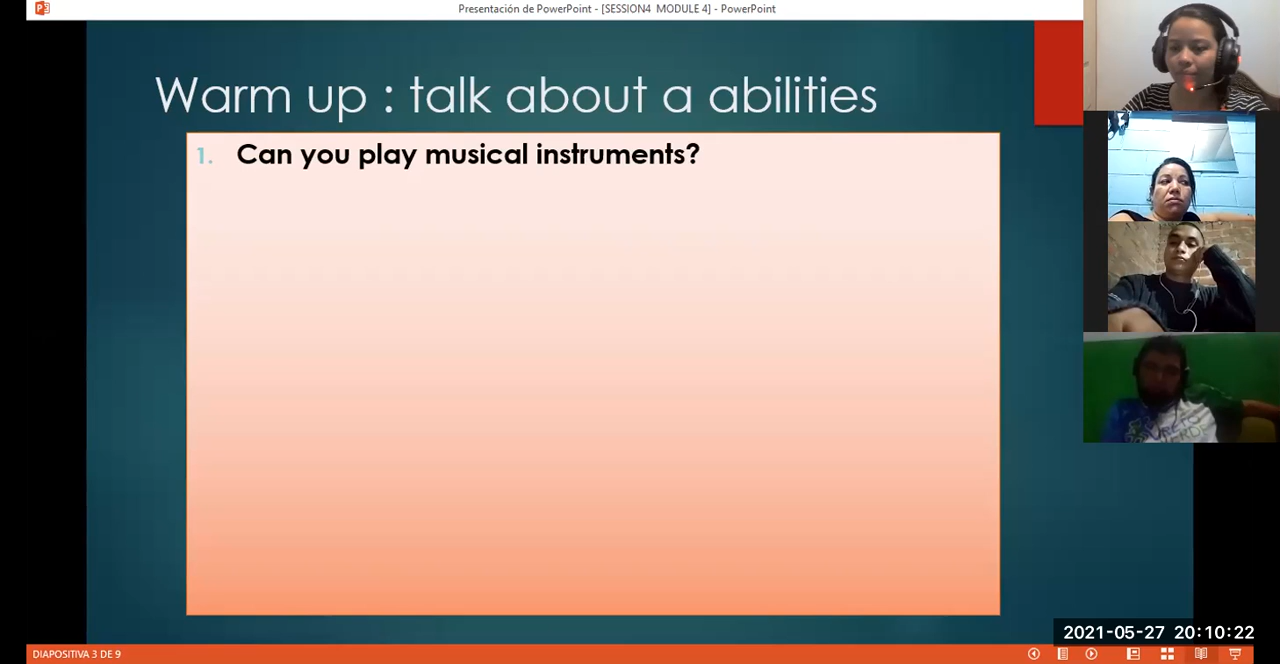 Presentación de PowerPoint - [SESSION4 MODULE 4] - PowerPoint
Warm up : talk about a abilities
1. Can you play musical instruments?
2021-05-27 20:10:22
DIAPOSITIVA 3 DE 9